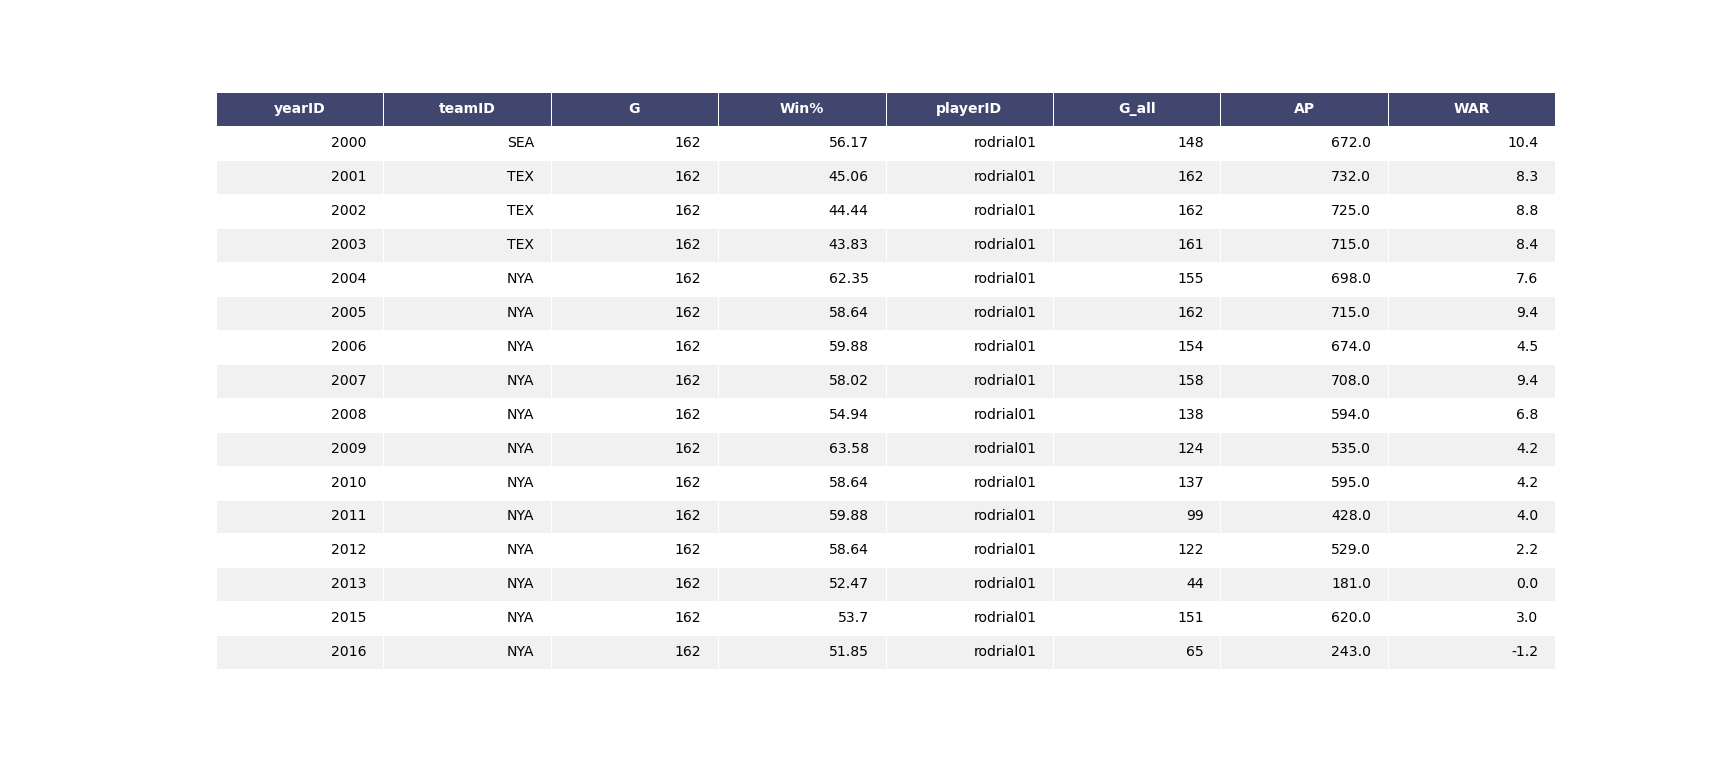 yearID teamID G Win% playerID G_all AP WAR
2000 SEA 162 56.17 rodrial01 148 672.0 10.4
2001 TEX 162 45.06 rodrial01 162 732.0 8.3
2002 TEX 162 44.44 rodrial01 162 725.0 8.8
2003 TEX 162 43.83 rodrial01 161 715.0 8.4
2004 NYA 162 62.35 rodrial01 155 698.0 7.6
2005 NYA 162 58.64 rodrial01 162 715.0 9.4
2006 NYA 162 59.88 rodrial01 154 674.0 4.5
2007 NYA 162 58.02 rodrial01 158 708.0 9.4
2008 NYA 162 54.94 rodrial01 138 594.0 6.8
2009 NYA 162 63.58 rodrial01 124 535.0 4.2
2010 NYA 162 58.64 rodrial01 137 595.0 4.2
2011 NYA 162 59.88 rodrial01 99 428.0 4.0
2012 NYA 162 58.64 rodrial01 122 529.0 2.2
2013 NYA 162 52.47 rodrial01 44 181.0 0.0
2015 NYA 162 53.7 rodrial01 151 620.0 3.0
2016 NYA 162 51.85 rodrial01 65 243.0 -1.2